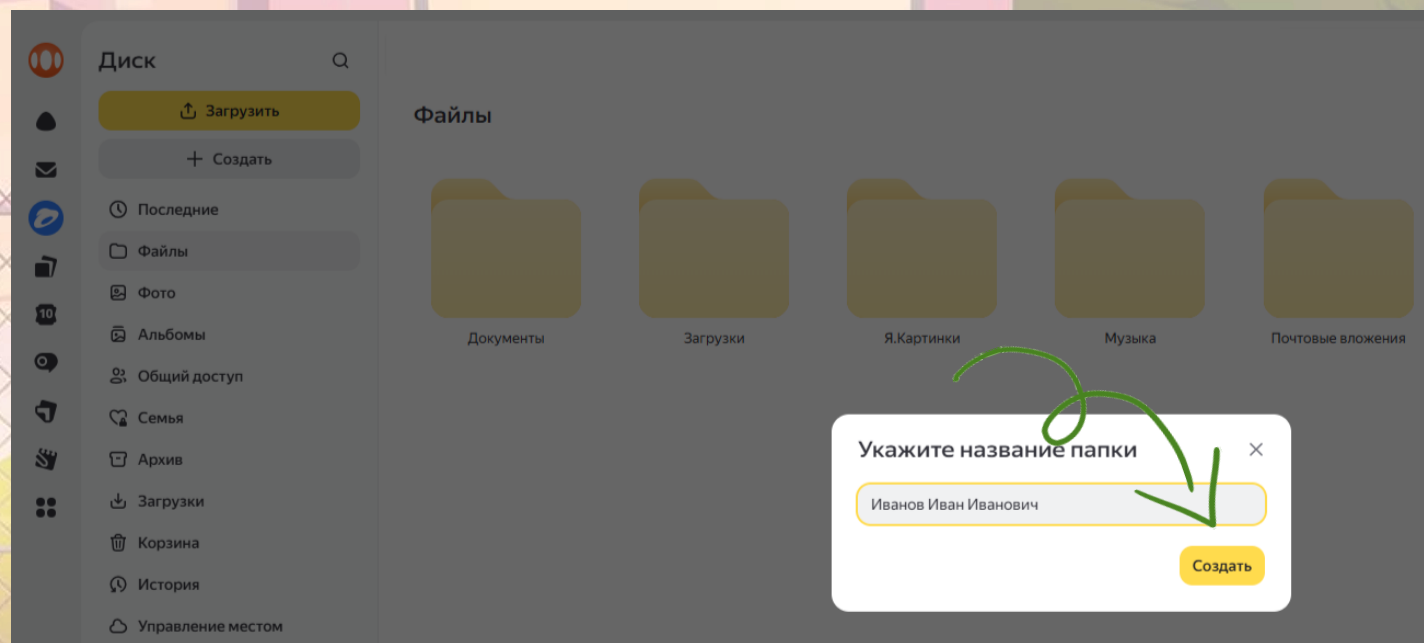 Диск
Загрузить
Создать
Последние
Файлы
Фото
Альбомы
Общий доступ
Семья
Архив
Загрузки
Корзина
История
Управление местом
10
Файлы
Документы
Загрузки
Я.Картинки
Музыка
Почтовые вложения
Укажите название папки
Иванов Иван Иванович
Создать